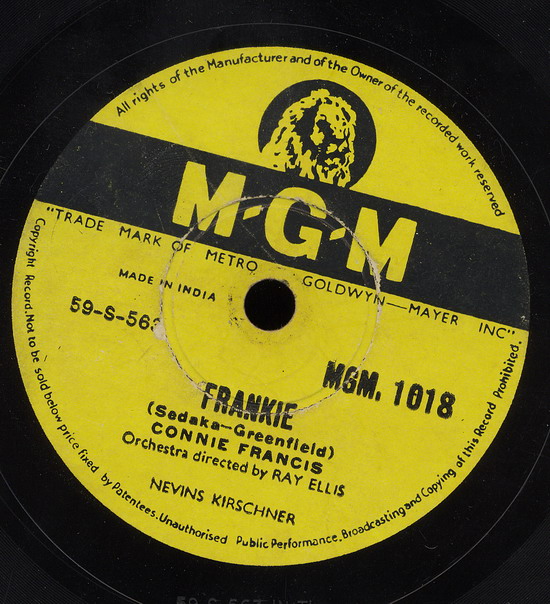 All rights of the Manufacturer and of the Owner of the recorded work reserved
M-G-M
"TRADE MARK OF METRO GOLDWYN—MAYER INC"
MADE IN INDIA
59-S-563
MGM. 1018
FRANKIE
(Sedaka—Greenfield)
CONNIE FRANCIS
Orchestra directed by RAY ELLIS
NEVINS KIRSCHNER
Copyright Record. Not to be sold below price fixed by Patentees. Unauthorised Public Performance, Broadcasting and Copying of this Record Prohibited.